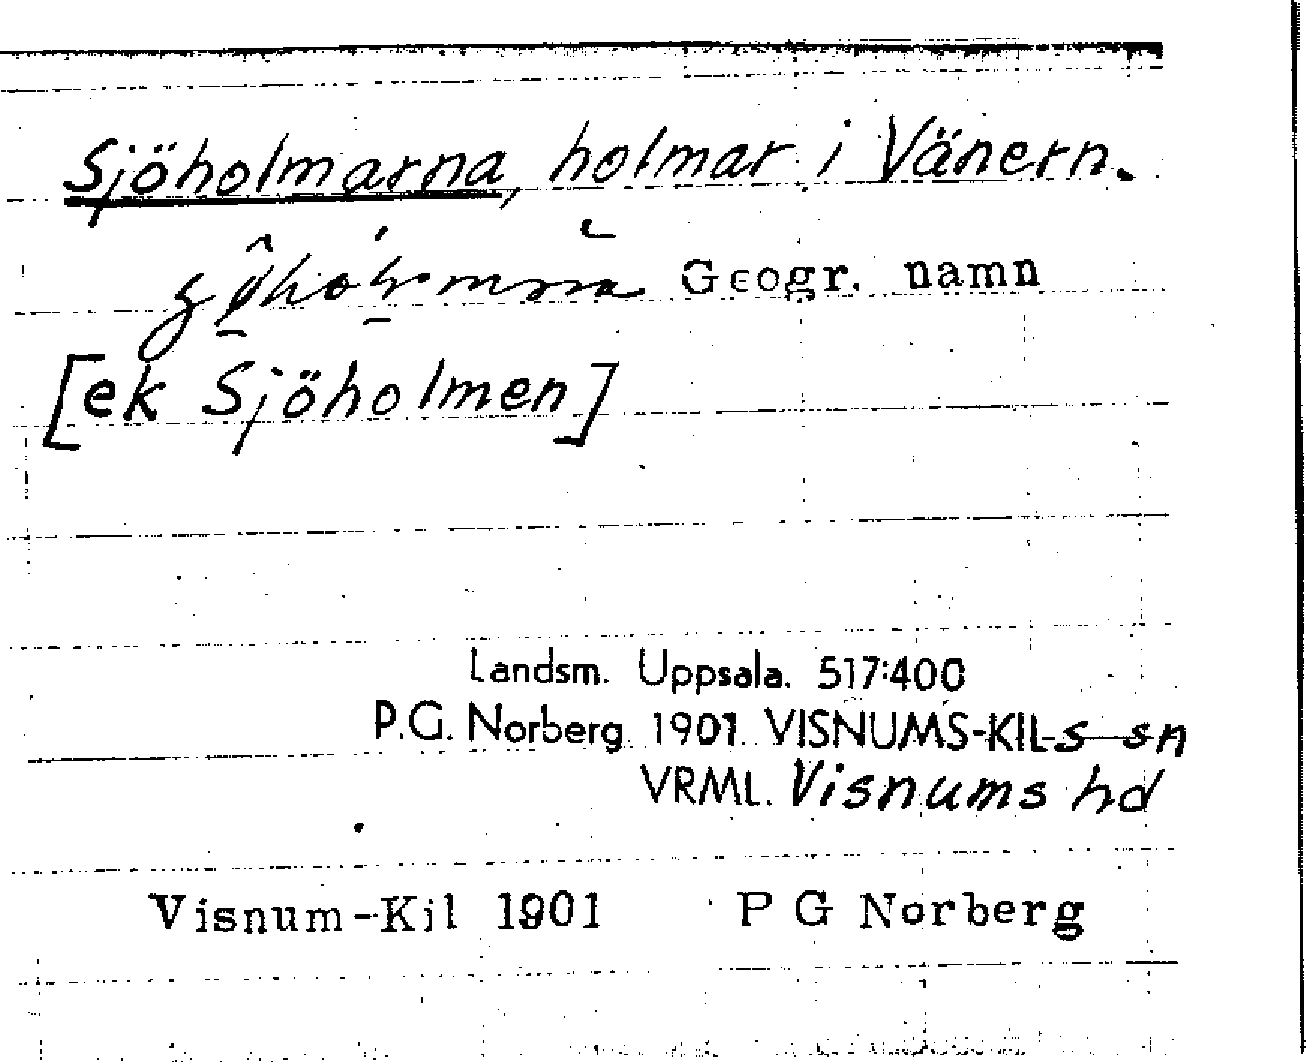 Sjöholmarna, holmar i Vänern.
Geogr. namn
[ek Sjöholmen]
Landsm. Uppsala. 517:400
P.G. Norberg 1901 VISNUMS-KIL-s sn
VRML. Visnums hd
Visnum-Kil 1901 P G Norberg